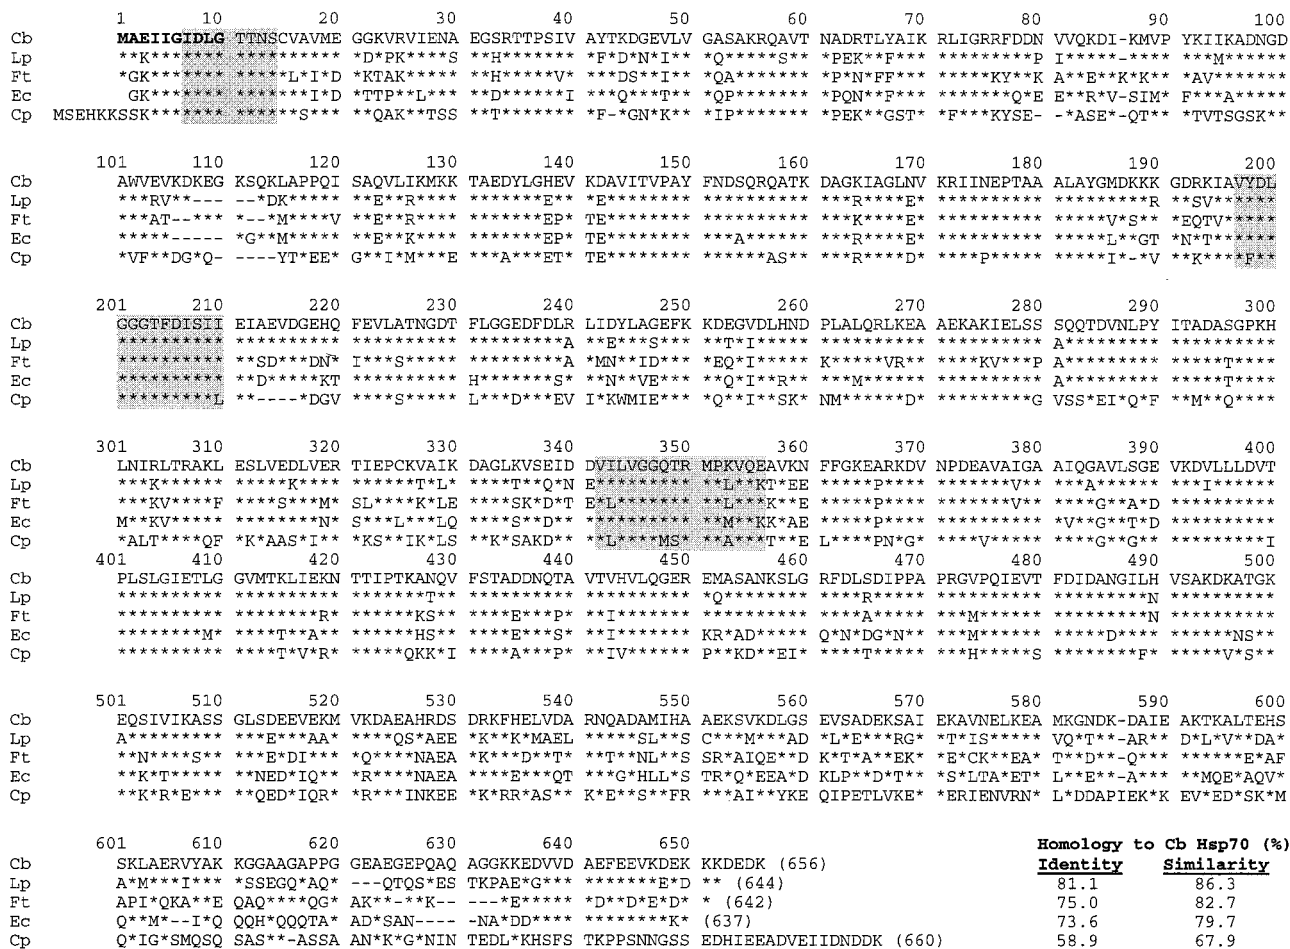 1 10 20 30 40 50 60 70 80 90 100
Cb MAEIIGIDLG TTNSCVAVME GGKVRVIENA EGSRTTPSIV AYTKDGEVLV GASAKRQAVT NADRTLYAIK RLIGRRFDDN VVQKDI-KMVP YKIIKADNGD
Lp **K******* ********** **D*PK***S **H******* **F*D*N*I* **Q****S** **PEK**F** ********P I*****-*** *****M****
Ft *GK******* ****L*I*D **KTAK**** **H*****V* ***DS**I** **QA****** **P*N*FF** ****KY**K A**E**K*K* **AV******
Ec GK******* *****I*D **TTP**L** **D******I ***Q***T** **QP****** **PQN**F** ******Q*E E**R*V-SIM* F***A*****
Cp MSEHKKSSK*** ********** *****S**** ***QAK**TSS **T******* **F-*GN*K* **IP****** **PEK**GST *F***KYSE- -*ASE*-QT** **TVTSGSK**
101 110 120 130 140 150 160 170 180 190 200
Cb AWVEVKDKEG KSQKLAPPQI SAQVLIKMKK TAEDYLGHEV KDAVITVPAY FNDSQRQATK DAGKIAGLNV KRIINEPTAA ALAYGMDKKK GDRKIAVYDL
Lp ***RV***-- --*DK***** ***E**R*** *******E** ********** ********** ********E* ********** ********R **SV******
Ft ***AT--*** --***M***V ***E**R*** *******EP* TE******** ********** ***K****E* ********** *****V*S** *EQTV*****
Ec ****----- **G**M**** ***E**K*** *******P* TE******** ****A***** ***R****E* ********** *****L**GT *N*T******
Cp *VF**DG*Q- ----YT*EE* G**I*M***E ***A***ET* TE******** *****AS*** ***R****D* ****P***** *****I*-*V **K*****F**
201 210 220 230 240 250 260 270 280 290 300
Cb GGGTFDISII EIAEVDGEHQ FEVLATNGDT FLGGEDFDLR LIDYLAGEFK KDEGVDLHND PLALQRLKEA AEKAKIELSS SQQTDVNLPY ITADASGPKH
Lp ********** ********** ********** *********A ***E***S** ***T*I**** ********** ********** *A******** **********
Ft ********** ***SD***DN* I***S***** *********A *MN**ID*** **EQ*I**** *K****VR** ****KV**P *A******** *****T****
Ec ********** ***D****KT ********** H*******S* **N**VE*** ***Q*I**R** ***M****** ********** *A******** *****T****
Cp *********L ****----DGV ****S***** L***D***EV I*KWMIE*** **Q**I**SK* NM*****D** ********G VSS*EI*Q*F **M**Q****
301 310 320 330 340 350 360 370 380 390 400
Cb LNIRLTRAKL ESLVEDLVER TIEPCKVAIK DAGLKVSEID DVILVGGQTR MPKVQEAVKN FFGKEARKDV NPDEAVAIGA AIQGAVLSGE VKDVLLLDVT
Lp ***K****** *******K** *******T*L* ****T**Q*N E********* ***L**KT*EE ****P***** ********** ****A***** *****I****
Ft ***KV****F ****S***M* SL****K*LE ****SK*D*T E*L******* ***L**K**** ****P***** *******V** ****G**A*D **********
Ec M**KV***** ********N* S***L**LQ* ****S**D** ********** ***M**KK*AE ****P***** ********** ***V**G**T*D **********
Cp *ALT****QF *K*AAS*I** **KS**IK*LS **K*SAKD** **L****MS* ***A****T**E L****PN*G* *****V**** ****G**G** *********I
401 410 420 430 440 450 460 470 480 490 500
Cb PLSLGIETLG GVMTKLIEKN TTIPTKANQV FSTADDNQTA VTVHVLQGER EMASANKSLG RFDLSDIPPA PRGVPQIEVT FDIDANGILH VSAKDKATGK
Lp ********** ********** ******T*** ********** ********** **Q******* ****R***** ********** *********N **********
Ft ********** ********R* *****KS*** ****E**P** **I******* ********** ****A***** ****M***** *********N **********
Ec ********M* ****T**A** *****HS*** ****E**S** **I******* KR*AD***** Q*N*DG*N** ****M***** ****D***** *******NS**
Cp ********** ****T*V*R* *****QKK*I ****A**P** **IV****** P**KD**EI* ****T***** ****H****S ******F*** *****V*S**
501 510 520 530 540 550 560 570 580 590 600
Cb EQSIVIKASS GLSDEEVEKM VKDAEAHRDS DRKFHELVDA RNQADAMIHA AEKSVKDLGS EVSADEKSAI EKAVNELKEA MKGNDK-DAIE AKTKALTEHS
Lp A********* ****E**AA* *****QS*AEE *K**K*MAEL ******SL**S C***M***AD *L*E***RG* *T*IS***** *VQ*T**-AR** D*L*V**DA*
Ft **N***S*** ****E*DI** *Q****NAEA *K***D**T* *T**NL**S* SR*AIQE**D K*T*A**EK* *E*CK**EA* T**D**-Q*** *******E*AF
Ec **K*T***** ***NED*IQ** *R****NAEA *E****QT** *G*HLL*S** TR*Q*EEA*D KLP**D*T** *S*LTA*ET* L**E**-A*** ***MQE*AQV*
Cp **K*R*E*** ***QED*IQR* *R***INKEE *K*RR*AS** *K*E**S**FR ***AI**YKE QIPETLVKE* *ERIENVRN* L*DDAPIEK*K EV*ED*SK*M
601 610 620 630 640 650
Cb SKLAERVYAK KGGAAGAPPG GEAEGEPQAQ AGGKKEDVVD AEFEEVKDEK KKDEDK (656)
Lp A*M***I*** *SSEGQ*AQ* ---QTQS*ES TKPAE*G*** *******E*D ** (644)
Ft API*QKA**E QAQ****QG* AK**--**K- ---*E***** *D**D*E*D* * (642)
Ec Q**M*--I*Q QQH*QQQTA* AD*SAN---- -NA*DD**** ********K* (637)
Cp Q*IG*SMQSQ SAS**-ASSA AN*K*G*NIN TEDL*KHSFS TKPPSNNGSS EDHIEEADVEIIDNDDK (660)
Homology to Cb Hsp70 (%)
Identity Similarity
81.1 86.3
75.0 82.7
73.6 79.7
58.9 67.9